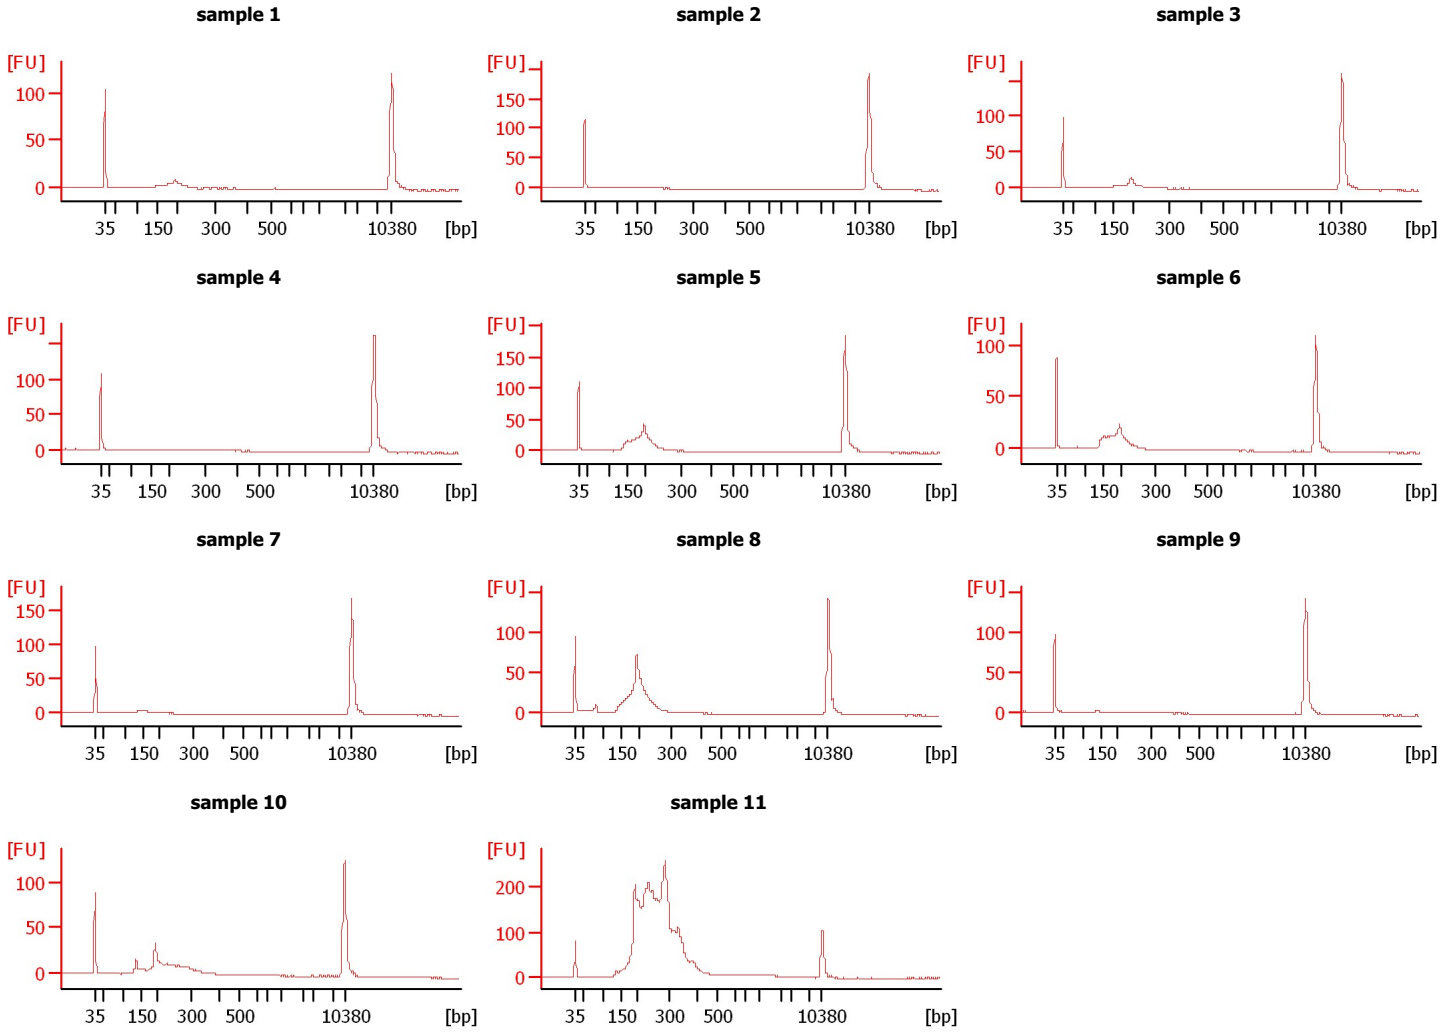 sample 1 sample 2 sample 3
[FU] [FU] [FU]
100 150 100
50 100 50
0 50 0
0
35 150 300 500 10380 [bp] 35 150 300 500 10380 [bp] 35 150 300 500 10380 [bp]
sample 4 sample 5 sample 6
[FU] [FU] [FU]
100 150 100
50 100 50
0 50 0
0
35 150 300 500 10380 [bp] 35 150 300 500 10380 [bp] 35 150 300 500 10380 [bp]
sample 7 sample 8 sample 9
[FU] [FU] [FU]
150 100 100
100 50 50
50 0 0
0
35 150 300 500 10380 [bp] 35 150 300 500 10380 [bp] 35 150 300 500 10380 [bp]
sample 10 sample 11
[FU] [FU]
100 200
50 100
0 0
35 150 300 500 10380 [bp] 35 150 300 500 10380 [bp]